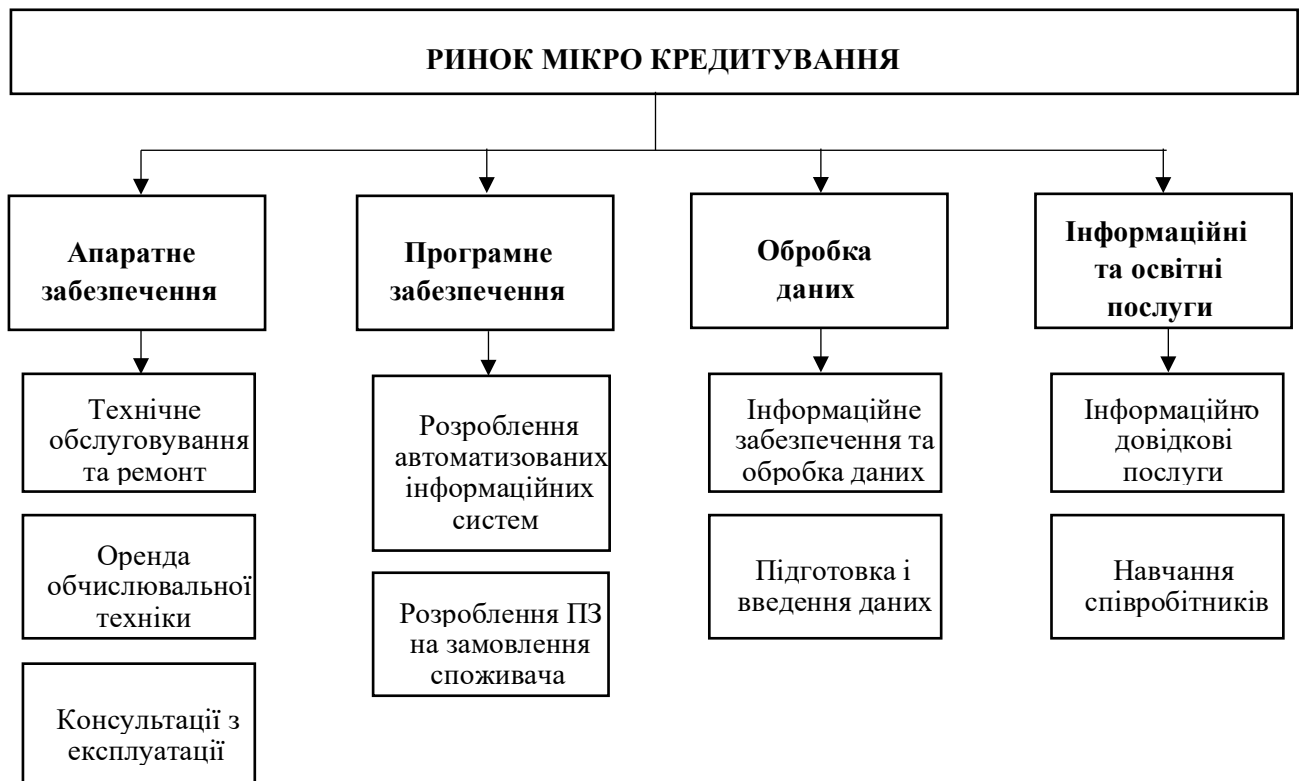 РИНОК МІКРО КРЕДИТУВАННЯ
Апаратне
забезпечення
Програмне
забезпечення
Обробка
даних
Інформаційні
та освітні
послуги
Технічне
обслуговування
та ремонт
Розроблення
автоматизованих
інформаційних
систем
Інформаційне
забезпечення та
обробка даних
Інформаційно-
довідкові
послуги
Оренда
обчислювальної
техніки
Розроблення ПЗ
на замовлення
споживача
Підготовка і
введення даних
Навчання
співробітників
Консультації з
експлуатації